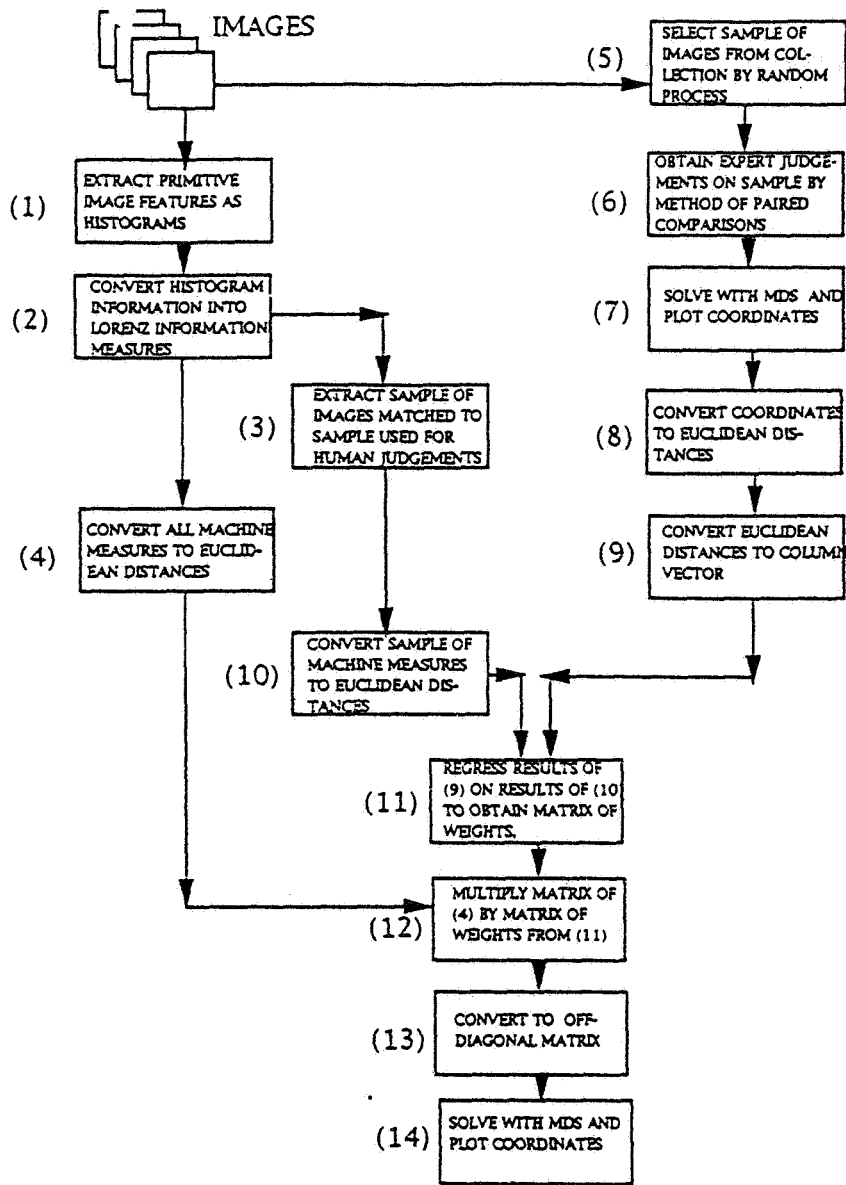 IMAGES
(5)
SELECT SAMPLE OF
IMAGES FROM COL-
LECTION BY RANDOM
PROCESS
(1)
EXTRACT PRIMITIVE
IMAGE FEATURES AS
HISTOGRAMS
(6)
OBTAIN EXPERT JUDGE-
MENTS ON SAMPLE BY
METHOD OF PAIRED
COMPARISONS
(2)
CONVERT HISTOGRAM
INFORMATION INTO
LORENZ INFORMATION
MEASURES
(7)
SOLVE WITH MDS AND
PLOT COORDINATES
(3)
EXTRACT SAMPLE OF
IMAGES MATCHED TO
SAMPLE USED FOR
HUMAN JUDGEMENTS
(8)
CONVERT COORDINATES
TO EUCLIDEAN DIS-
TANCES
(4)
CONVERT ALL MACHINE
MEASURES TO EUCLID-
EAN DISTANCES
(9)
CONVERT EUCLIDEAN
DISTANCES TO COLUMN
VECTOR
(10)
CONVERT SAMPLE OF
MACHINE MEASURES
TO EUCLIDEAN DIS-
TANCES
(11)
REGRESS RESULTS OF
(9) ON RESULTS OF (10
TO OBTAIN MATRIX OF
WEIGHTS.
(12)
MULTIPLY MATRIX OF
(4) BY MATRIX OF
WEIGHTS FROM (11)
(13)
CONVERT TO OFF-
DIAGONAL MATRIX
(14)
SOLVE WITH MDS AND
PLOT COORDINATES